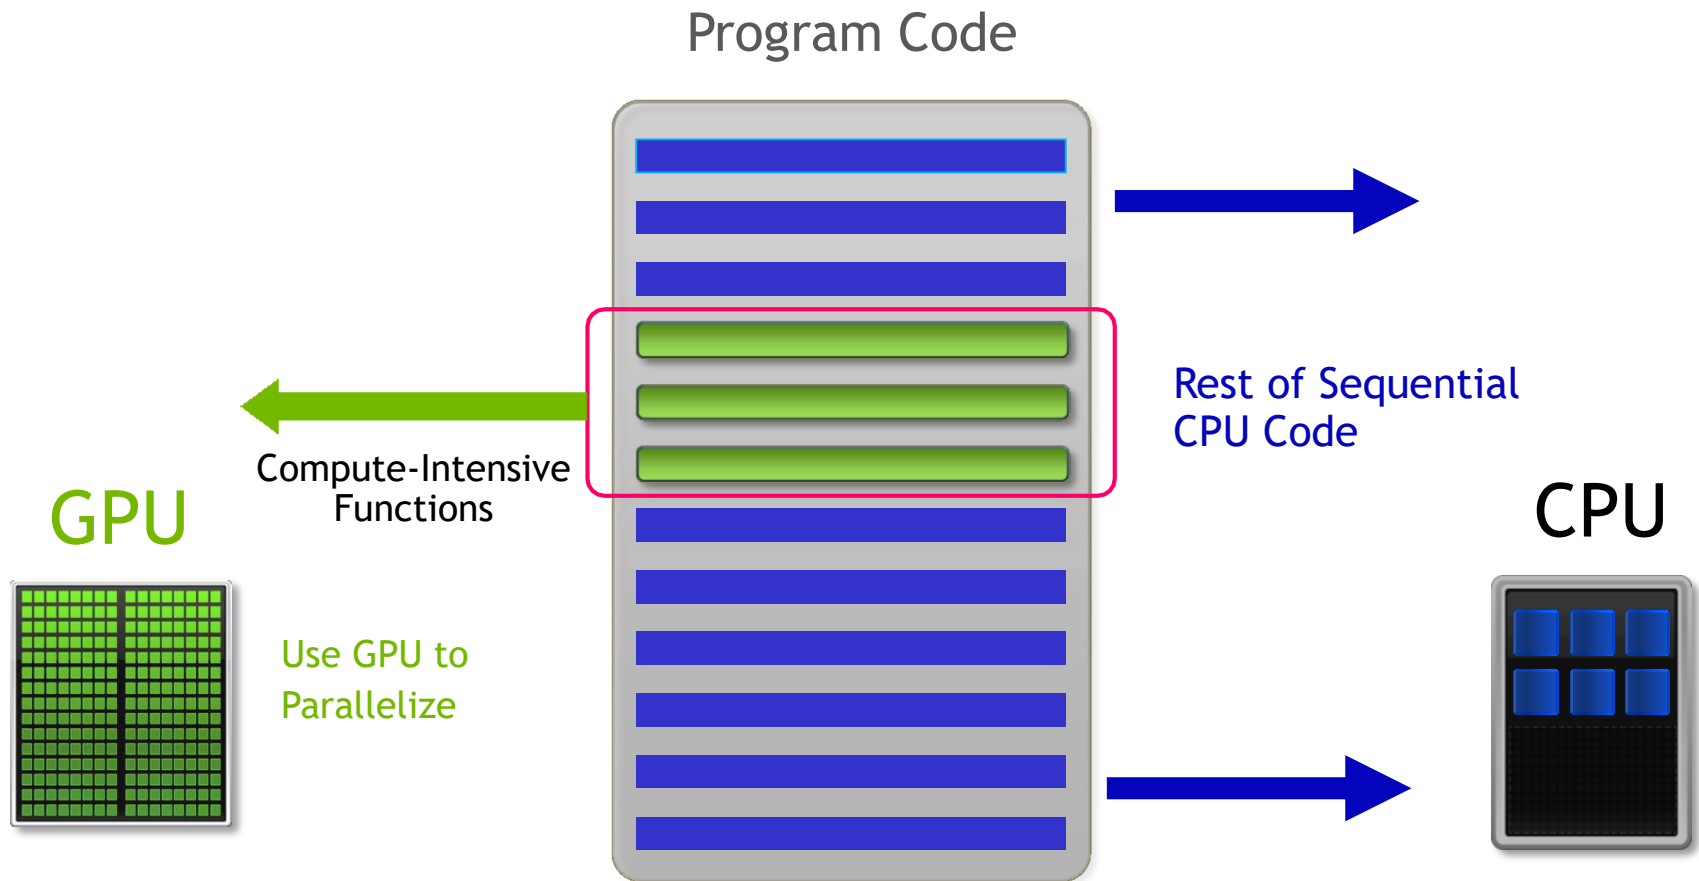 Program Code
Rest of Sequential
CPU Code
Compute-Intensive
Functions
GPU
CPU
Use GPU to
Parallelize